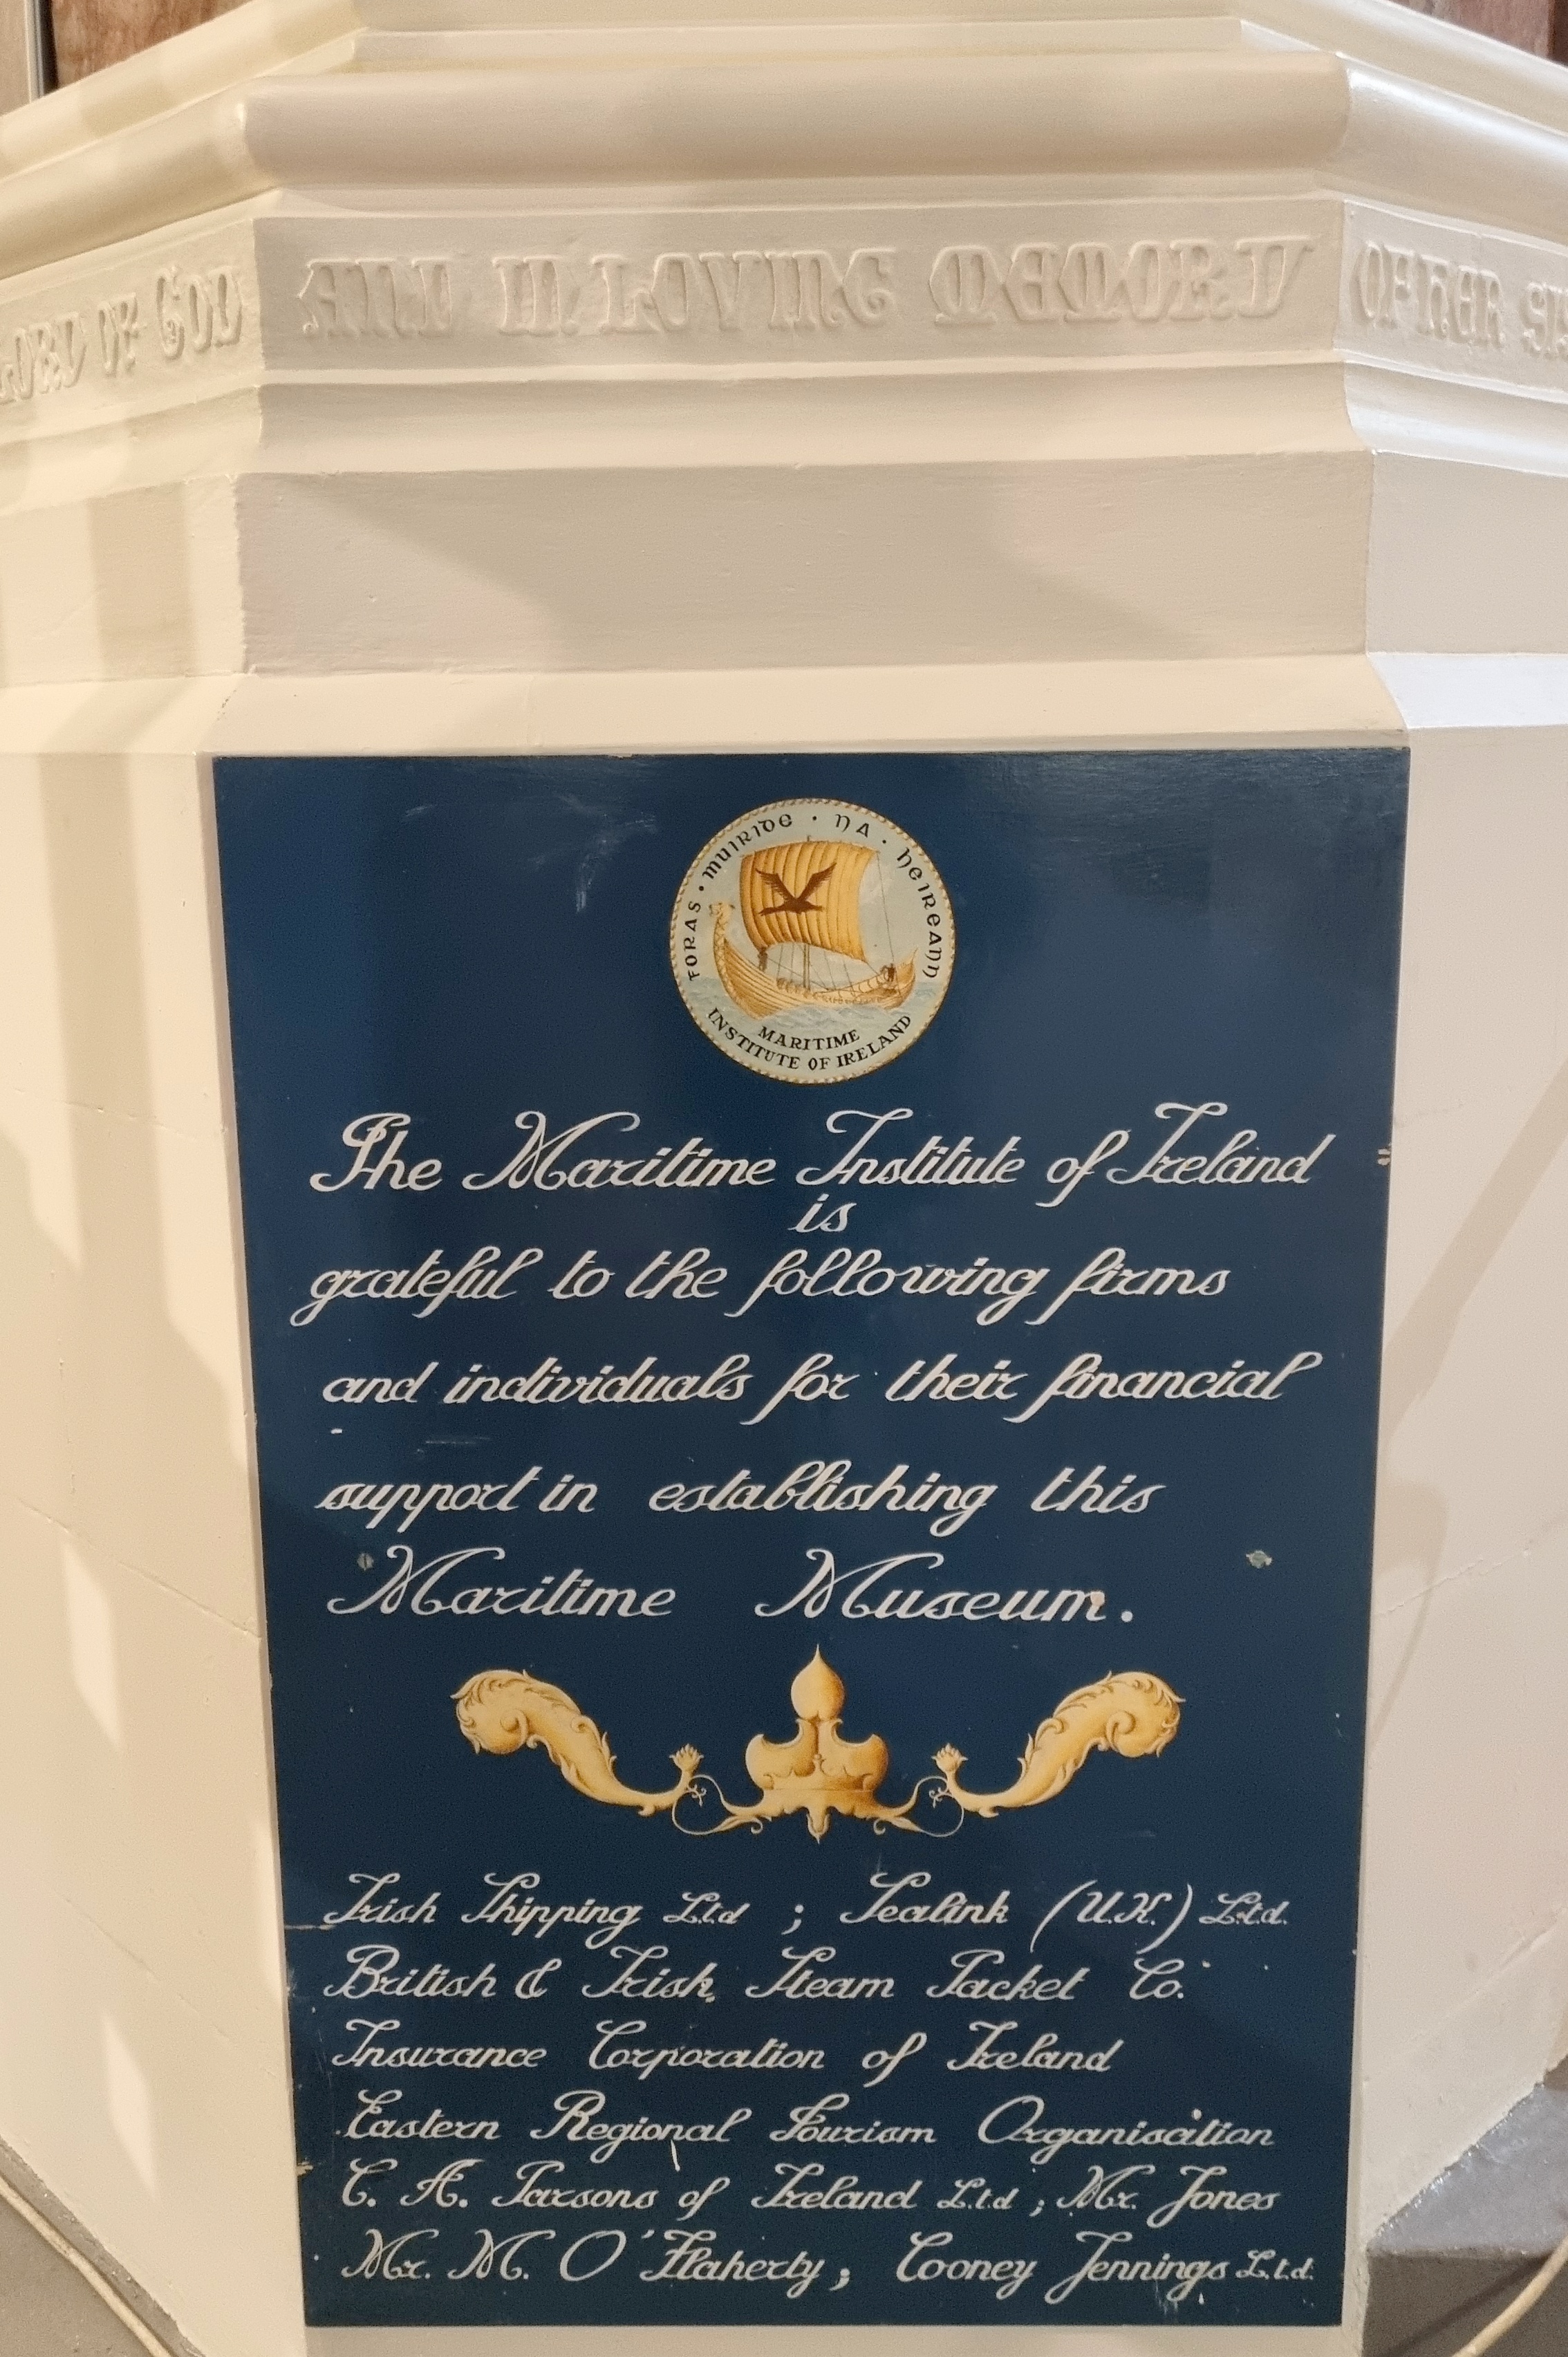 GLORY OF GOD AND IN LOVING MEMORY OF HER
FORAS · MUIRIDE · NA · HEIREANN
MARITIME
INSTITUTE OF IRELAND
The Maritime Institute of Ireland
is
grateful to the following firms
and individuals for their financial
support in establishing this
Maritime Museum.
Irish Shipping Ltd ; Sealink (U.K.) Ltd.
British & Irish Steam Packet Co.
Insurance Corporation of Ireland
Eastern Regional Tourism Organisation
C. A. Parsons of Ireland Ltd ; Mr. Jones
Mr. M. O'Flaherty ; Cooney Jennings L.t.d.